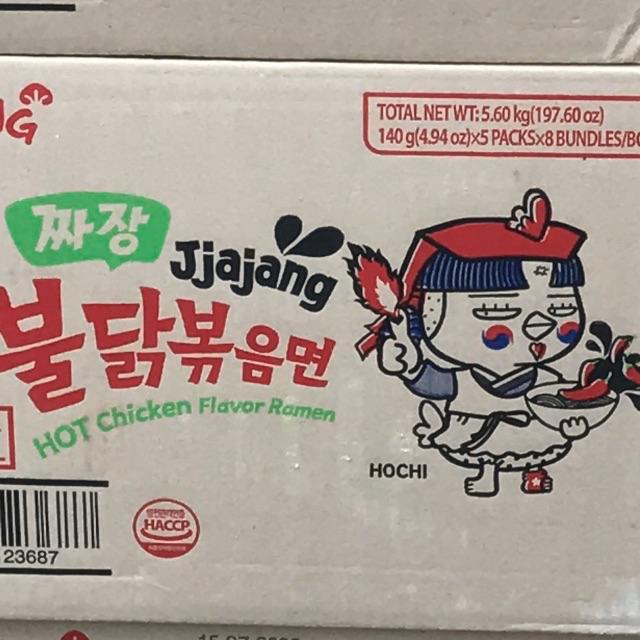 TOTAL NET WT: 5.60 kg(197.60 oz)
140 g(4.94 oz)×5 PACKS×8 BUNDLES/BO
짜장
Jjajang
불닭볶음면
HOT Chicken Flavor Ramen
HOCHI
HACCP
23687